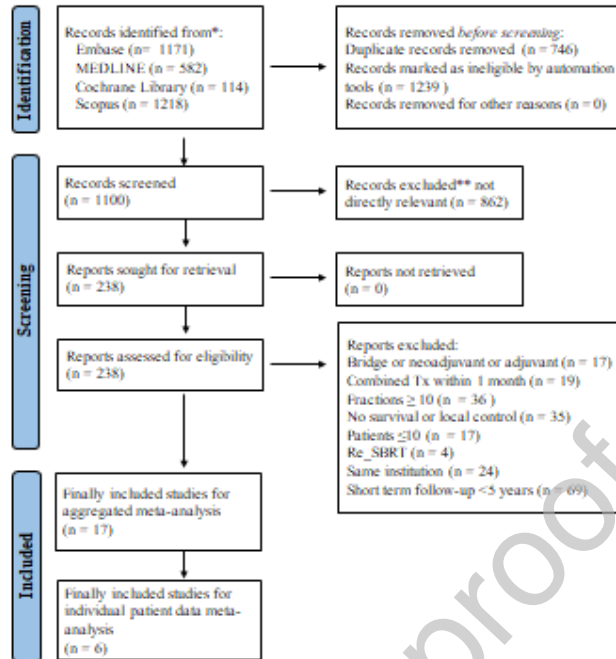 Identification
Records identified from*:
Embase (n= 1171)
MEDLINE (n = 582)
Cochrane Library (n = 114)
Scopus (n = 1218)
Records removed before screening:
Duplicate records removed (n = 746)
Records marked as ineligible by automation
tools (n = 1239 )
Records removed for other reasons (n = 0)
Screening
Records screened
(n = 1100)
Records excluded** not
directly relevant (n = 862)
Reports sought for retrieval
(n = 238)
Reports not retrieved
(n = 0)
Reports assessed for eligibility
(n = 238)
Reports excluded:
Bridge or neoadjuvant or adjuvant (n = 17)
Combined Tx within 1 month (n = 19)
Fractions ≥ 10 (n = 36 )
No survival or local control (n = 35)
Patients ≤10 (n = 17)
Re_SBRT (n = 4)
Same institution (n = 24)
Short term follow-up <5 years (n = 69)
Included
Finally included studies for
aggregated meta-analysis
(n = 17)
Finally included studies for
individual patient data meta-
analysis
(n = 6)
proof